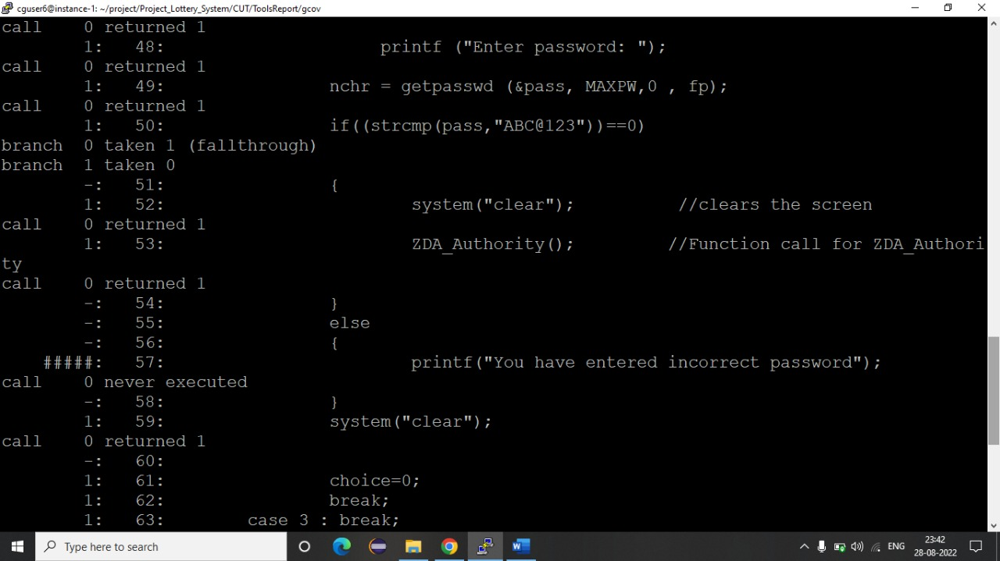 cguser6@instance-1: ~/project/Project_Lottery_System/CUT/ToolsReport/gcov
call    0 returned 1
        1:   48:                     printf ("Enter password: ");
call    0 returned 1
        1:   49:                nchr = getpasswd (&pass, MAXPW,0 , fp);
call    0 returned 1
        1:   50:                if((strcmp(pass,"ABC@123"))==0)
branch  0 taken 1 (fallthrough)
branch  1 taken 0
        -:   51:                {
        1:   52:                        system("clear");          //clears the screen
call    0 returned 1
        1:   53:                        ZDA_Authority();         //Function call for ZDA_Authori
ty
call    0 returned 1
        -:   54:                }
        -:   55:                else
        -:   56:                {
    #####:   57:                        printf("You have entered incorrect password");
call    0 never executed
        -:   58:                }
        1:   59:                system("clear");
call    0 returned 1
        -:   60:
        1:   61:                choice=0;
        1:   62:                break;
        1:   63:        case 3 : break;
Type here to search
ENG
23:42
28-08-2022